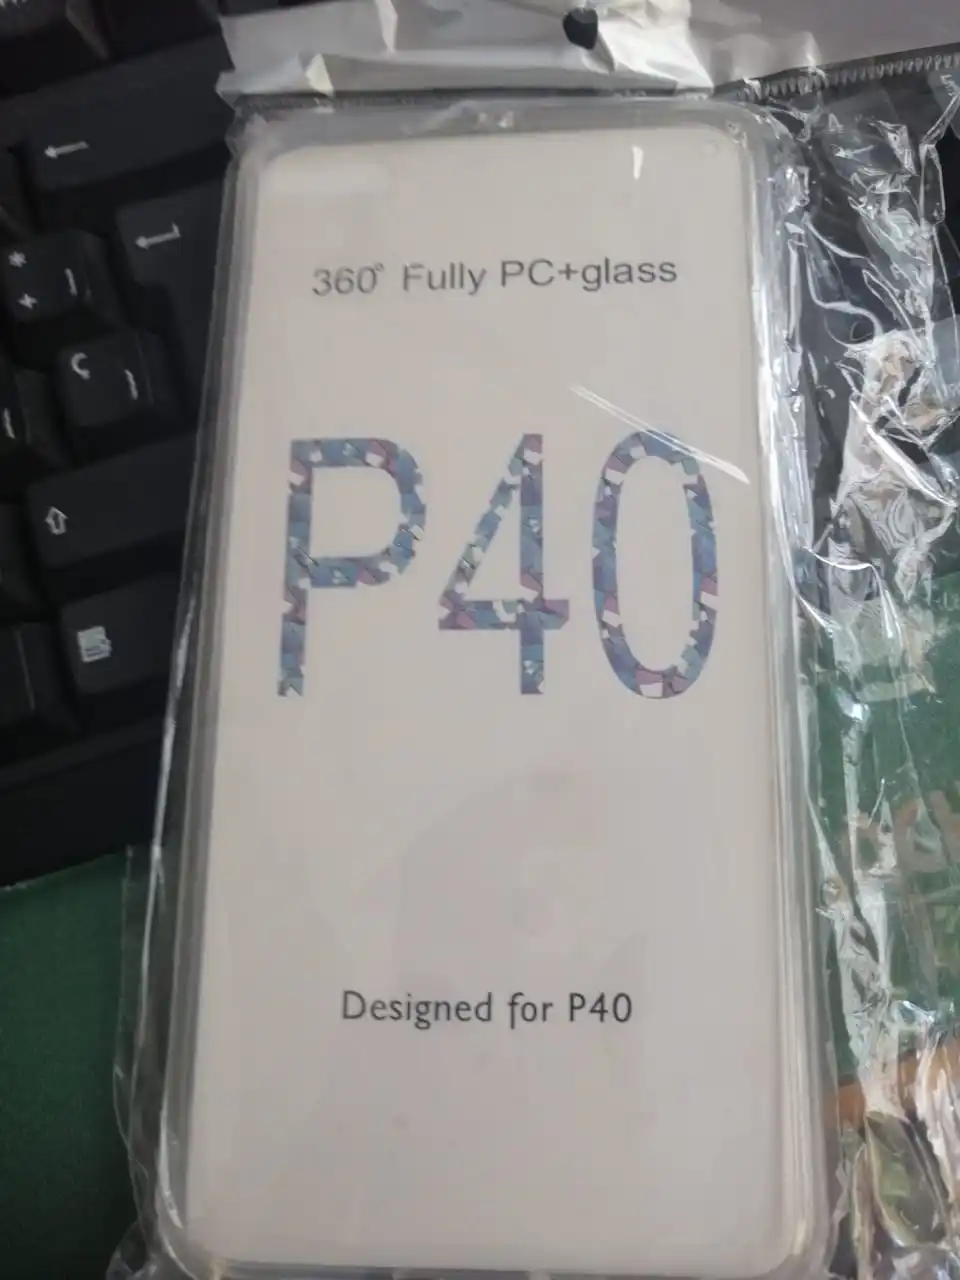 360° Fully PC+glass
P40
Designed for P40
* ]
+
Ç }